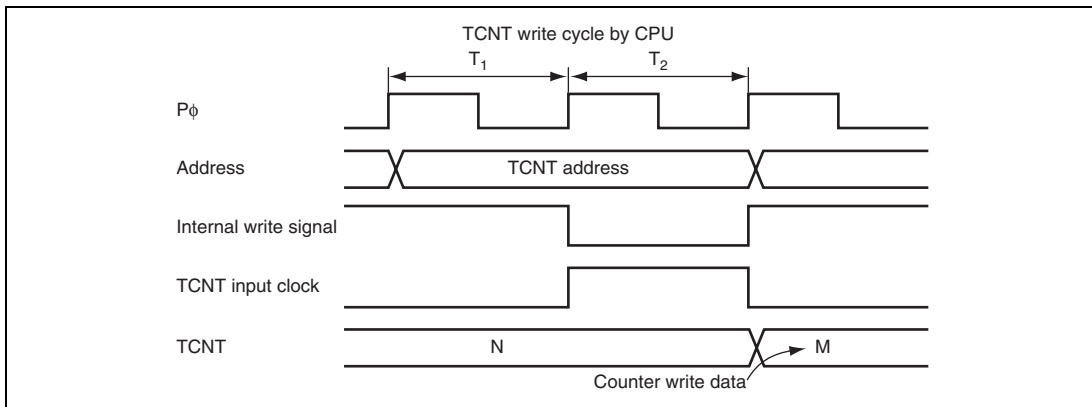 TCNT write cycle by CPU
T1 T2
Pϕ
Address TCNT address
Internal write signal
TCNT input clock
TCNT N M
Counter write data